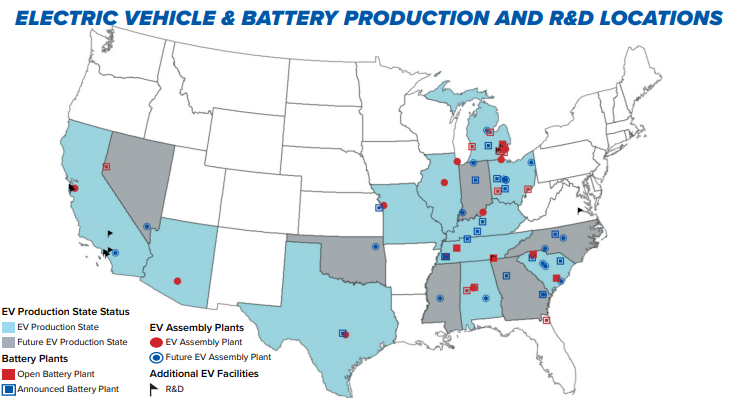 ELECTRIC VEHICLE & BATTERY PRODUCTION AND R&D LOCATIONS
EV Production State Status
EV Production State
Future EV Production State
Battery Plants
Open Battery Plant
Announced Battery Plant
EV Assembly Plants
EV Assembly Plant
Future EV Assembly Plant
Additional EV Facilities
R&D